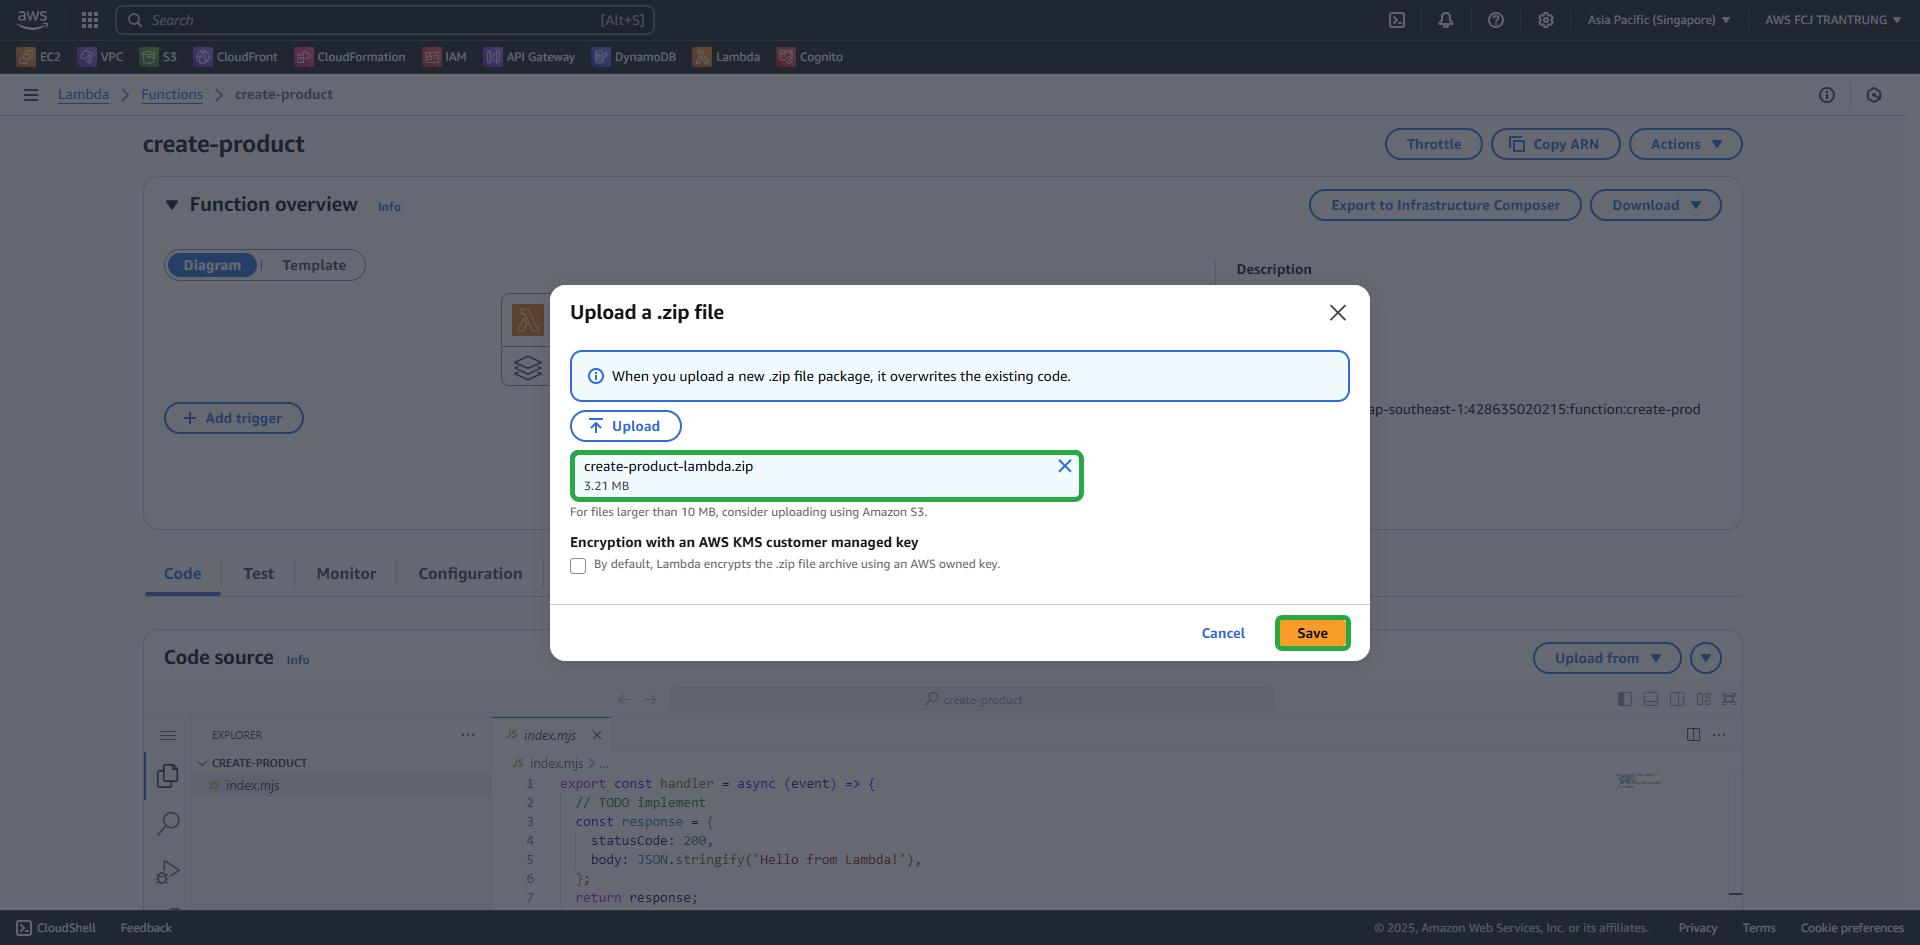 aws
Search
[Alt+S]
Asia Pacific (Singapore)
AWS FCJ TRANTRUNG
EC2
VPC
S3
CloudFront
CloudFormation
IAM
API Gateway
DynamoDB
Lambda
Cognito
Lambda
Functions
create-product
create-product
Throttle
Copy ARN
Actions
Function overview
Info
Export to Infrastructure Composer
Download
Diagram
Template
Description
Upload a .zip file
When you upload a new .zip file package, it overwrites the existing code.
Add trigger
ap-southeast-1:428635020215:function:create-prod
Upload
create-product-lambda.zip
3.21 MB
For files larger than 10 MB, consider uploading using Amazon S3.
Encryption with an AWS KMS customer managed key
By default, Lambda encrypts the .zip file archive using an AWS owned key.
Code
Test
Monitor
Configuration
Cancel
Save
Code source
Info
Upload from
create-product
EXPLORER
JS index.mjs
CREATE-PRODUCT
JS index.mjs > ...
JS index.mjs
1 export const handler = async (event) => {
2 // TODO implement
3 const response = {
4 statusCode: 200,
5 body: JSON.stringify('Hello from Lambda!'),
6 };
7 return response;
CloudShell
Feedback
© 2025, Amazon Web Services, Inc. or its affiliates.
Privacy
Terms
Cookie preferences